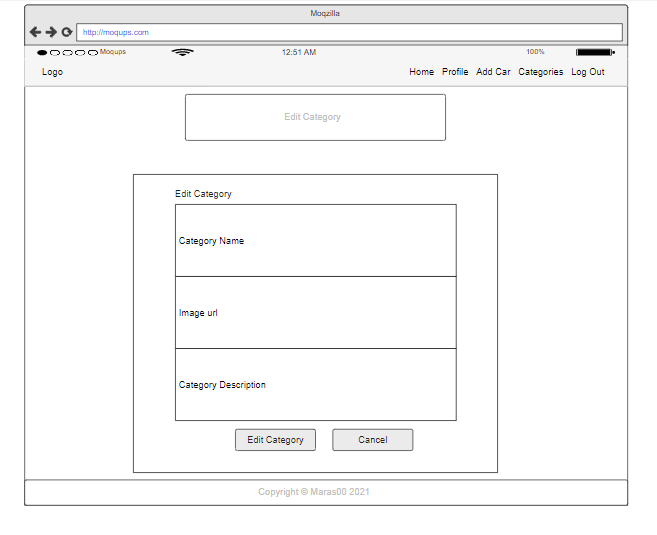 Moqzilla
http://moqups.com
Moqups 12:51 AM 100%
Logo Home Profile Add Car Categories Log Out
Edit Category
Edit Category
Category Name
Image url
Category Description
Edit Category Cancel
Copyright © Maras00 2021